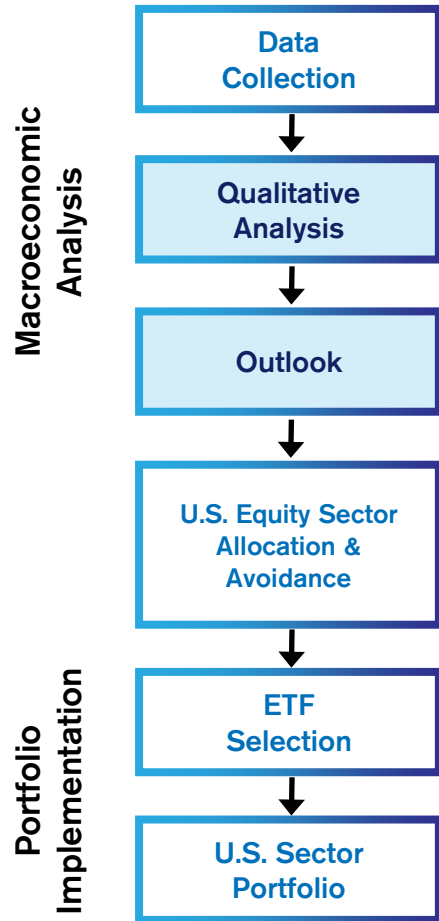 Macroeconomic
Analysis
Data
Collection
Qualitative
Analysis
Outlook
U.S. Equity Sector
Allocation &
Avoidance
Portfolio
Implementation
ETF
Selection
U.S. Sector
Portfolio